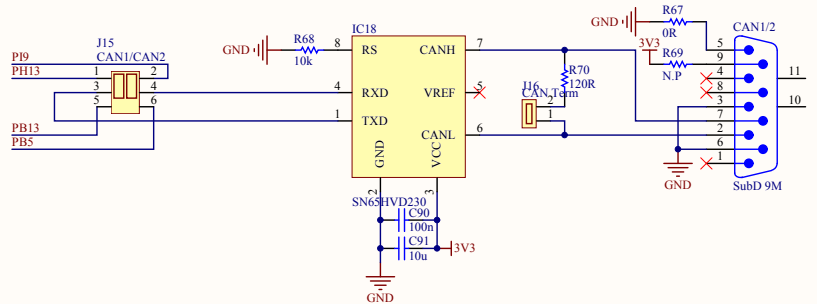 R67
CAN1/2
GND
0R
R68
IC18
J15
CAN1/CAN2
GND
10k
8 RS
CANH 7
3V3
R69
N.P
5
9
4
8
3
7
2
6
1
11
10
PI9
PH13
1 2
3 4
5 6
PB13
PB5
4 RXD
VREF 5
1 TXD
CANL 6
GND
VCC
R70
120R
J16
CAN Term
2
1
GND
SubD 9M
2
3
SN65HVD230
C90
100n
C91
10u
3V3
GND